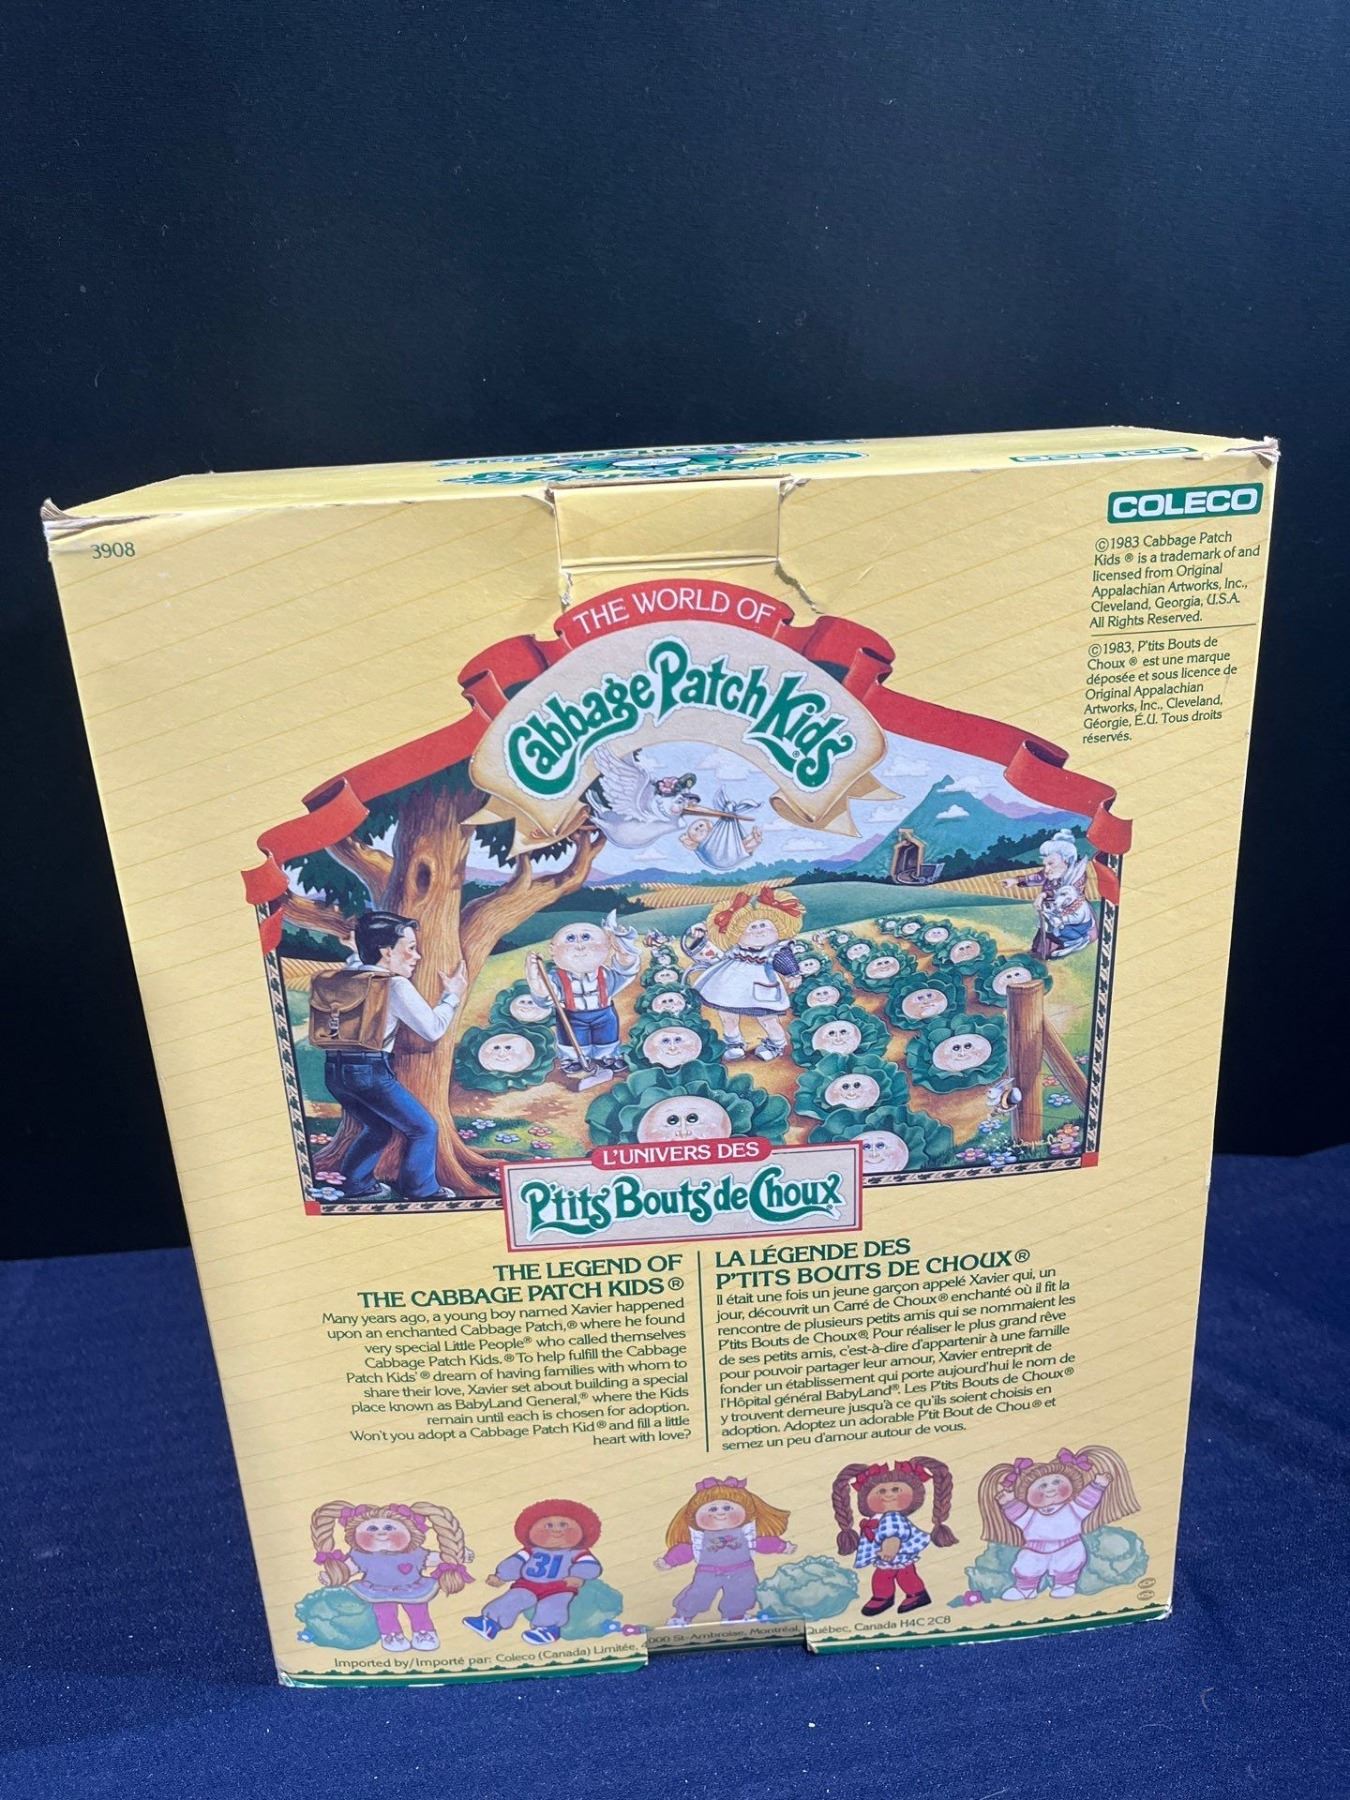 COLECO
3908
COLECO
©1983 Cabbage Patch
Kids ® is a trademark of and
licensed from Original
Appalachian Artworks, Inc.,
Cleveland, Georgia, U.S.A.
All Rights Reserved.
©1983, P'tits Bouts de
Choux ® est une marque
déposée et sous licence de
Original Appalachian
Artworks, Inc., Cleveland,
Géorgie, É.U. Tous droits
réservés.
THE WORLD OF
Cabbage Patch Kids®
L'UNIVERS DES
P'tits Bouts de Choux®
THE LEGEND OF
THE CABBAGE PATCH KIDS®
Many years ago, a young boy named Xavier happened
upon an enchanted Cabbage Patch,® where he found
very special Little People® who called themselves
Cabbage Patch Kids.® To help fulfill the Cabbage
Patch Kids'® dream of having families with whom to
share their love, Xavier set about building a special
place known as BabyLand General,® where the Kids
remain until each is chosen for adoption.
Won't you adopt a Cabbage Patch Kid® and fill a little
heart with love?
LA LÉGENDE DES
P'TITS BOUTS DE CHOUX®
Il était une fois un jeune garçon appelé Xavier qui, un
jour, découvrit un Carré de Choux® enchanté où il fit la
rencontre de plusieurs petits amis qui se nommaient les
P'tits Bouts de Choux®. Pour réaliser le plus grand rêve
de ses petits amis, c'est-à-dire d'appartenir à une famille
pour pouvoir partager leur amour, Xavier entreprit de
fonder un établissement qui porte aujourd'hui le nom de
l'Hôpital général BabyLand®. Les P'tits Bouts de Choux®
y trouvent demeure jusqu'à ce qu'ils soient choisis en
adoption. Adoptez un adorable P'tit Bout de Chou® et
semez un peu d'amour autour de vous.
31
Imported by/Importé par: Coleco (Canada) Limitée, 4000 St-Ambroise, Montréal, Québec, Canada H4C 2C8